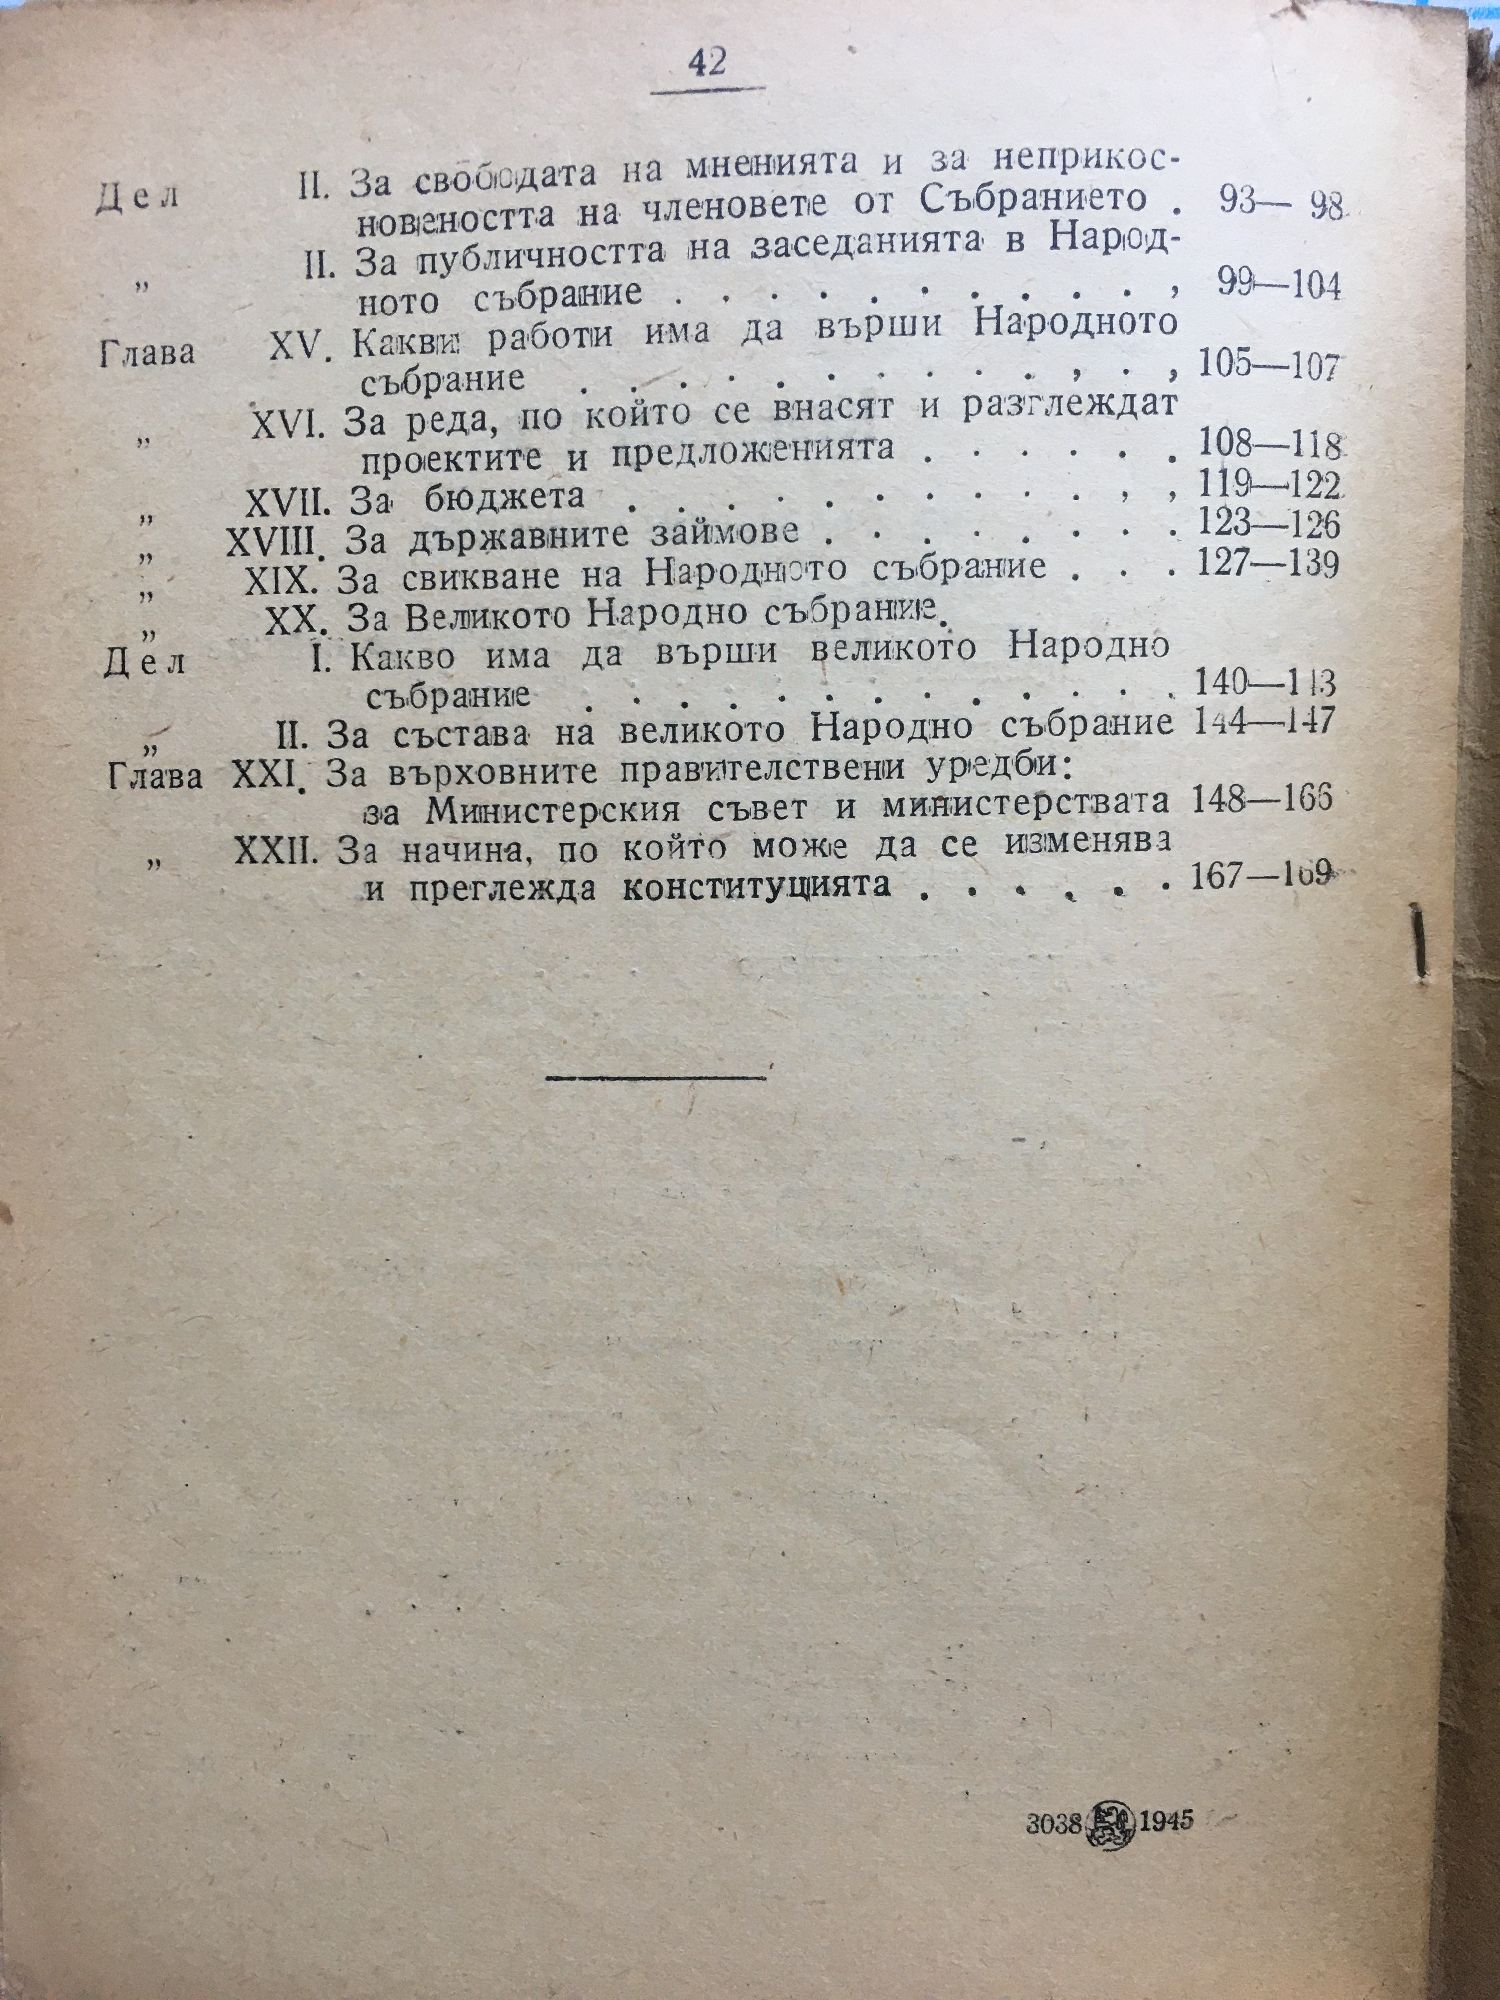 42
Дел II. За свободата на мненията и за неприкос-
новеността на членовете от Събранието . 93— 98
„ II. За публичността на заседанията в Народ-
ното събрание . . . . . . . . . . , 99—104
Глава XV. Какви работи има да върши Народното
събрание . . . . . . . . . . , . , 105—107
„ XVI. За реда, по който се внасят и разглеждат
проектите и предложенията . . . . . . 108—118
„ XVII. За бюджета . . . . . . . . . . , , 119—122
„ XVIII. За държавните займове . . . . . . . . 123—126
„ XIX. За свикване на Народното събрание . . . 127—139
„ XX. За Великото Народно събрание.
Дел I. Какво има да върши великото Народно
събрание . . . . . . . . . . . . . 140—143
„ II. За състава на великото Народно събрание 144—147
Глава XXI. За върховните правителствени уредби:
за Министерския съвет и министерствата 148—166
„ XXII. За начина, по който може да се изменява
и преглежда конституцията . . . . . . 167—169
3038 1945